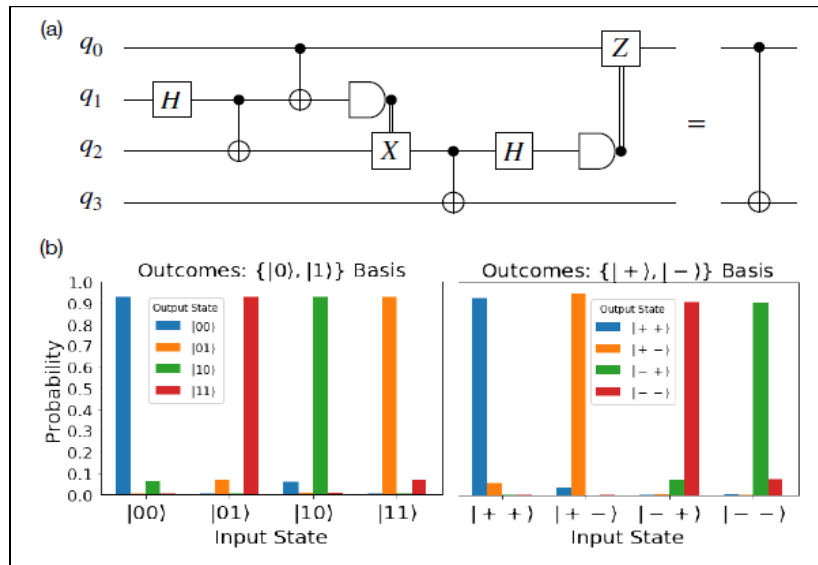 (a)
q₀ Z
q₁ H
=
q₂ X H
q₃
(b)
Outcomes: {|0⟩, |1⟩} Basis
Outcomes: {|+⟩, |−⟩} Basis
1.0
0.9
0.8
0.7
0.6
0.5
0.4
0.3
0.2
0.1
0.0
Probability
Output State
|00⟩
|01⟩
|10⟩
|11⟩
|00⟩ |01⟩ |10⟩ |11⟩
Input State
Output State
|+ +⟩
|+ −⟩
|− +⟩
|− −⟩
|+ +⟩ |+ −⟩ |− +⟩ |− −⟩
Input State